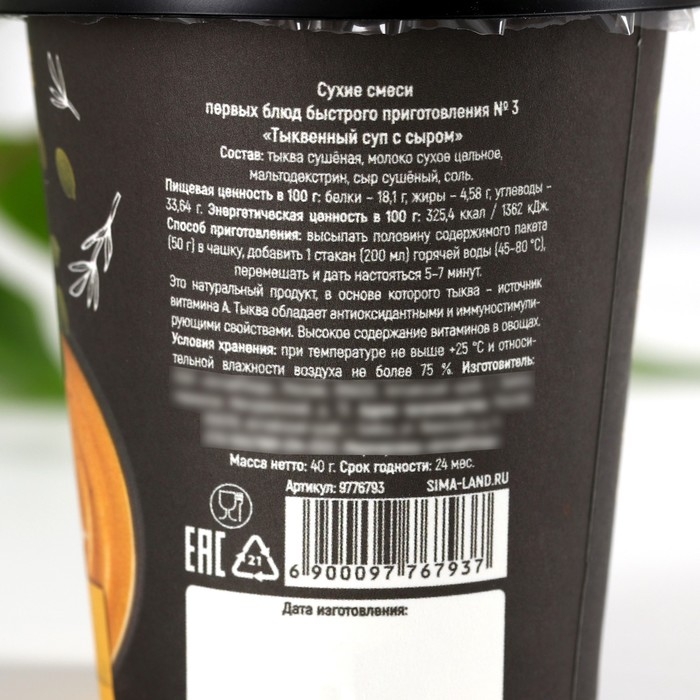 Сухие смеси
первых блюд быстрого приготовления № 3
«Тыквенный суп с сыром»
Состав: тыква сушёная, молоко сухое цельное,
мальтодекстрин, сыр сушёный, соль.
Пищевая ценность в 100 г: белки – 18,1 г, жиры – 4,58 г, углеводы –
33,64 г. Энергетическая ценность в 100 г: 325,4 ккал / 1362 кДж.
Способ приготовления: высыпать половину содержимого пакета
(50 г) в чашку, добавить 1 стакан (200 мл) горячей воды (45-80 °C),
перемешать и дать настояться 5–7 минут.
Это натуральный продукт, в основе которого тыква – источник
витамина А. Тыква обладает антиоксидантными и иммуностимули-
рующими свойствами. Высокое содержание витаминов в овощах.
Условия хранения: при температуре не выше +25 °C и относи-
тельной влажности воздуха не более 75 %. Изготовитель:
Масса нетто: 40 г. Срок годности: 24 мес.
Артикул: 9776793 SIMA-LAND.RU
EAC 21
6 900097 767937
Дата изготовления: